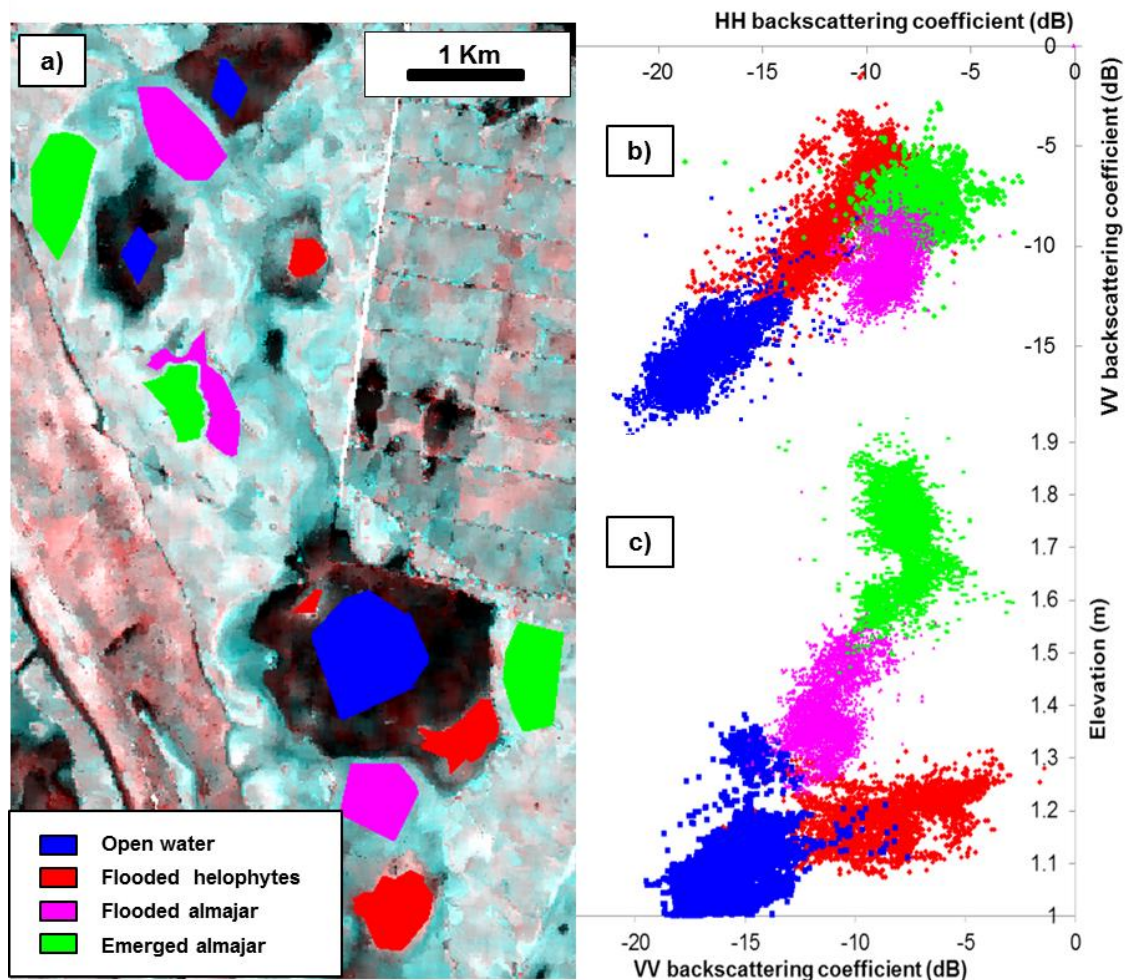 a)
1 Km
Open water
Flooded helophytes
Flooded almajar
Emerged almajar
HH backscattering coefficient (dB)
-20 -15 -10 -5 0
b)
-5
-10
-15
VV backscattering coefficient (dB)
c)
1.9
1.8
1.7
1.6
1.5
1.4
1.3
1.2
1.1
1
Elevation (m)
-20 -15 -10 -5 0
VV backscattering coefficient (dB)